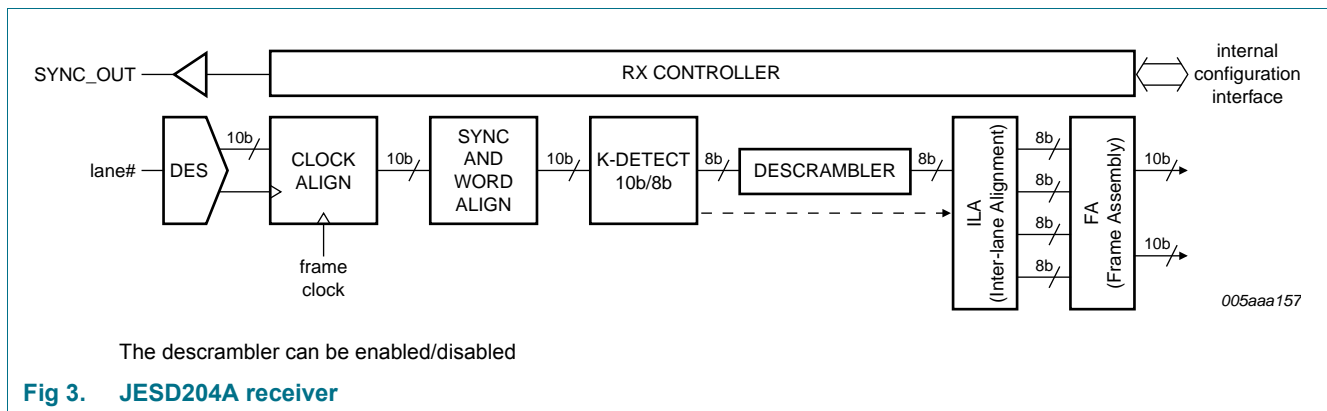 SYNC_OUT
RX CONTROLLER
internal
configuration
interface
lane#
DES
10b
CLOCK
ALIGN
frame
clock
10b
SYNC
AND
WORD
ALIGN
10b
K-DETECT
10b/8b
8b
DESCRAMBLER
8b
ILA
(Inter-lane Alignment)
8b
8b
8b
8b
FA
(Frame Assembly)
10b
10b
005aaa157
The descrambler can be enabled/disabled
Fig 3. JESD204A receiver